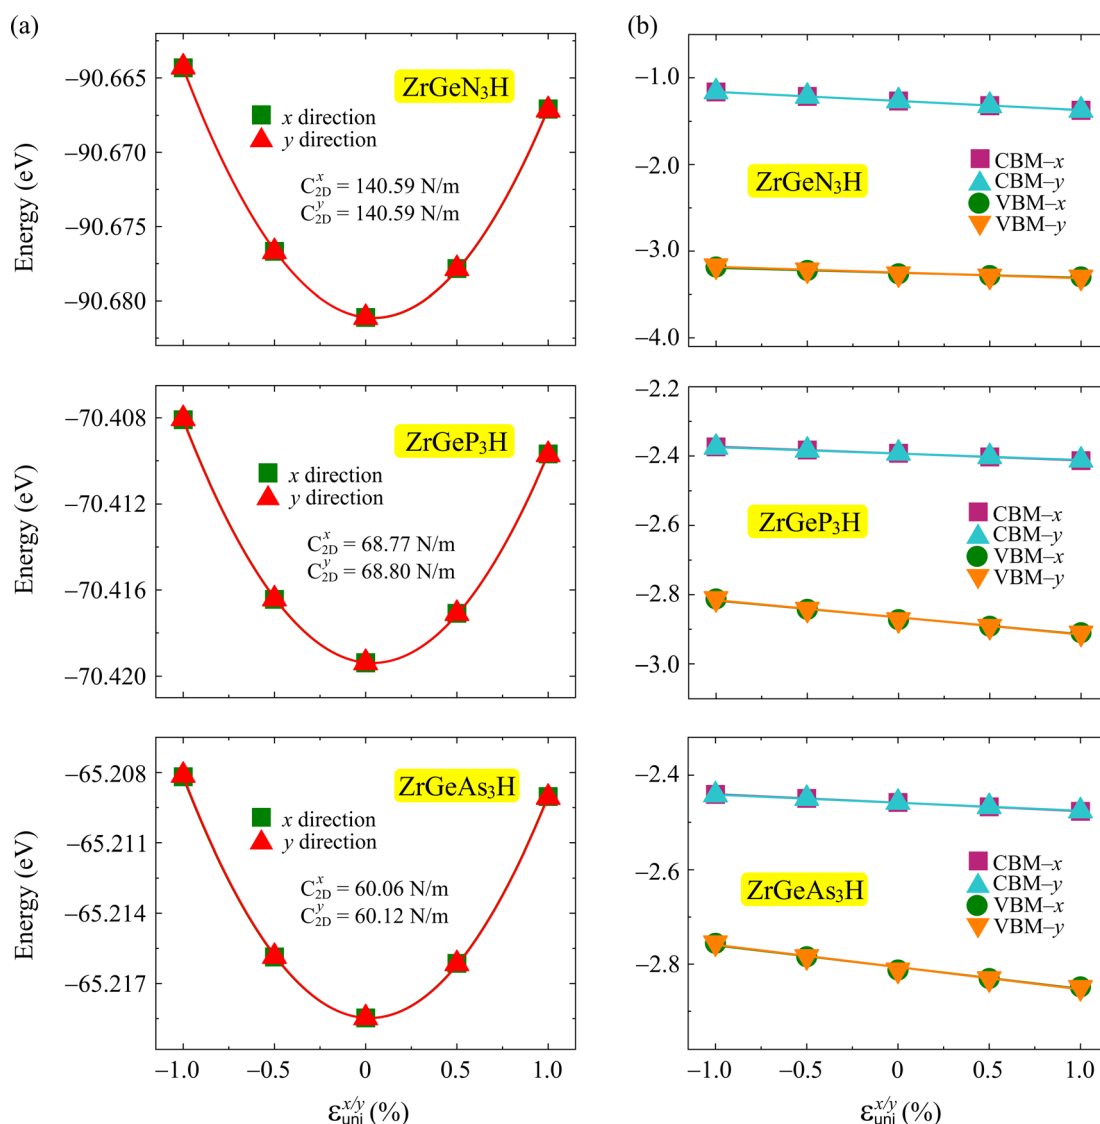 (a)
Energy (eV)
−90.665
−90.670
−90.675
−90.680
ZrGeN₃H
x direction
y direction
C₂Dˣ = 140.59 N/m
C₂Dʸ = 140.59 N/m
Energy (eV)
−70.408
−70.412
−70.416
−70.420
ZrGeP₃H
x direction
y direction
C₂Dˣ = 68.77 N/m
C₂Dʸ = 68.80 N/m
Energy (eV)
−65.208
−65.211
−65.214
−65.217
ZrGeAs₃H
x direction
y direction
C₂Dˣ = 60.06 N/m
C₂Dʸ = 60.12 N/m
−1.0 −0.5 0 0.5 1.0
εuniˣ/ʸ (%)
(b)
−1.0
−2.0
−3.0
−4.0
ZrGeN₃H
CBM–x
CBM–y
VBM–x
VBM–y
−2.2
−2.4
−2.6
−2.8
−3.0
ZrGeP₃H
CBM–x
CBM–y
VBM–x
VBM–y
−2.4
−2.6
−2.8
ZrGeAs₃H
CBM–x
CBM–y
VBM–x
VBM–y
−1.0 −0.5 0 0.5 1.0
εuniˣ/ʸ (%)